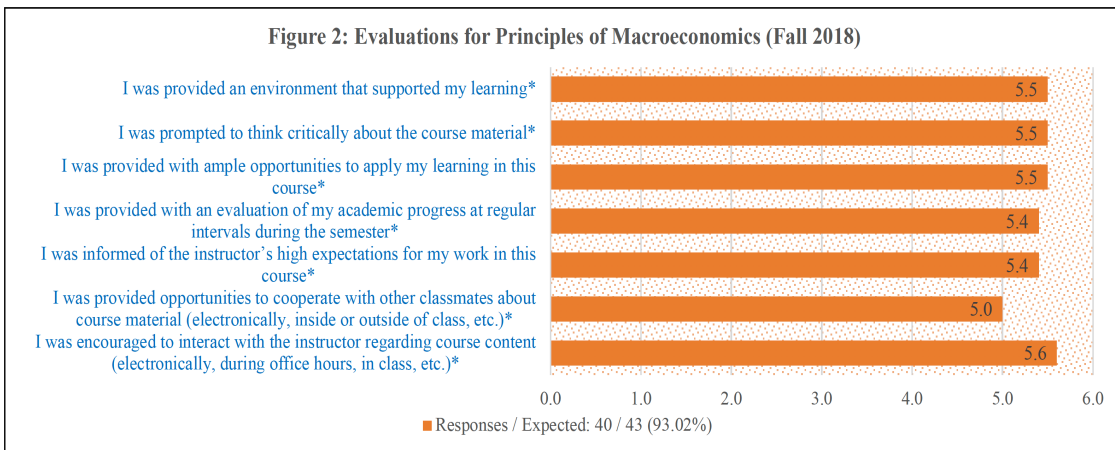 Figure 2: Evaluations for Principles of Macroeconomics (Fall 2018)
I was provided an environment that supported my learning*
5.5
I was prompted to think critically about the course material*
5.5
I was provided with ample opportunities to apply my learning in this
course*
5.5
I was provided with an evaluation of my academic progress at regular
intervals during the semester*
5.4
I was informed of the instructor’s high expectations for my work in this
course*
5.4
I was provided opportunities to cooperate with other classmates about
course material (electronically, inside or outside of class, etc.)*
5.0
I was encouraged to interact with the instructor regarding course content
(electronically, during office hours, in class, etc.)*
5.6
0.0 1.0 2.0 3.0 4.0 5.0 6.0
Responses / Expected: 40 / 43 (93.02%)